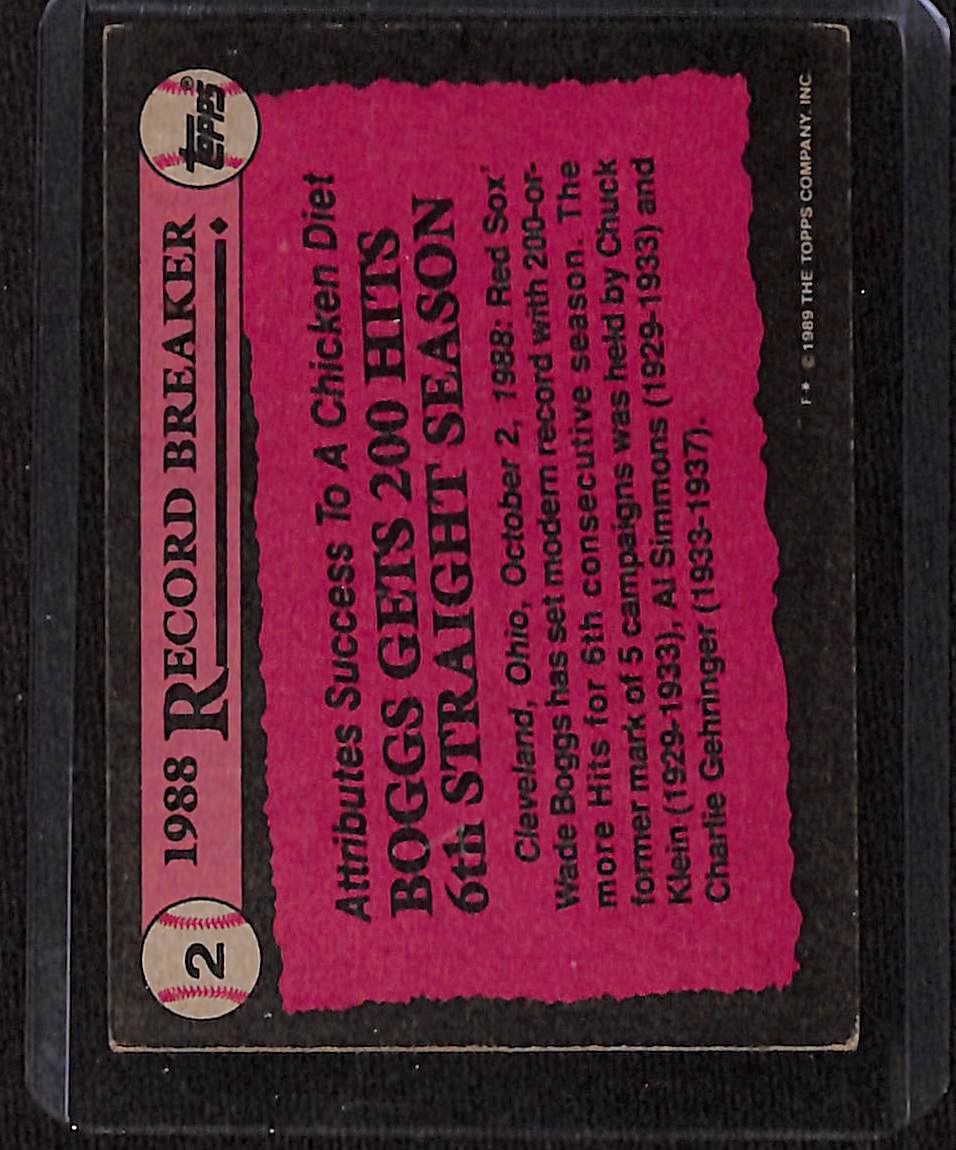 2
1988 RECORD BREAKER
TOPPS®
Attributes Success To A Chicken Diet
BOGGS GETS 200 HITS
6th STRAIGHT SEASON
Cleveland, Ohio, October 2, 1988: Red Sox'
Wade Boggs has set modern record with 200-or-
more Hits for 6th consecutive season. The
former mark of 5 campaigns was held by Chuck
Klein (1929-1933), Al Simmons (1929-1933) and
Charlie Gehringer (1933-1937).
F* © 1989 THE TOPPS COMPANY, INC